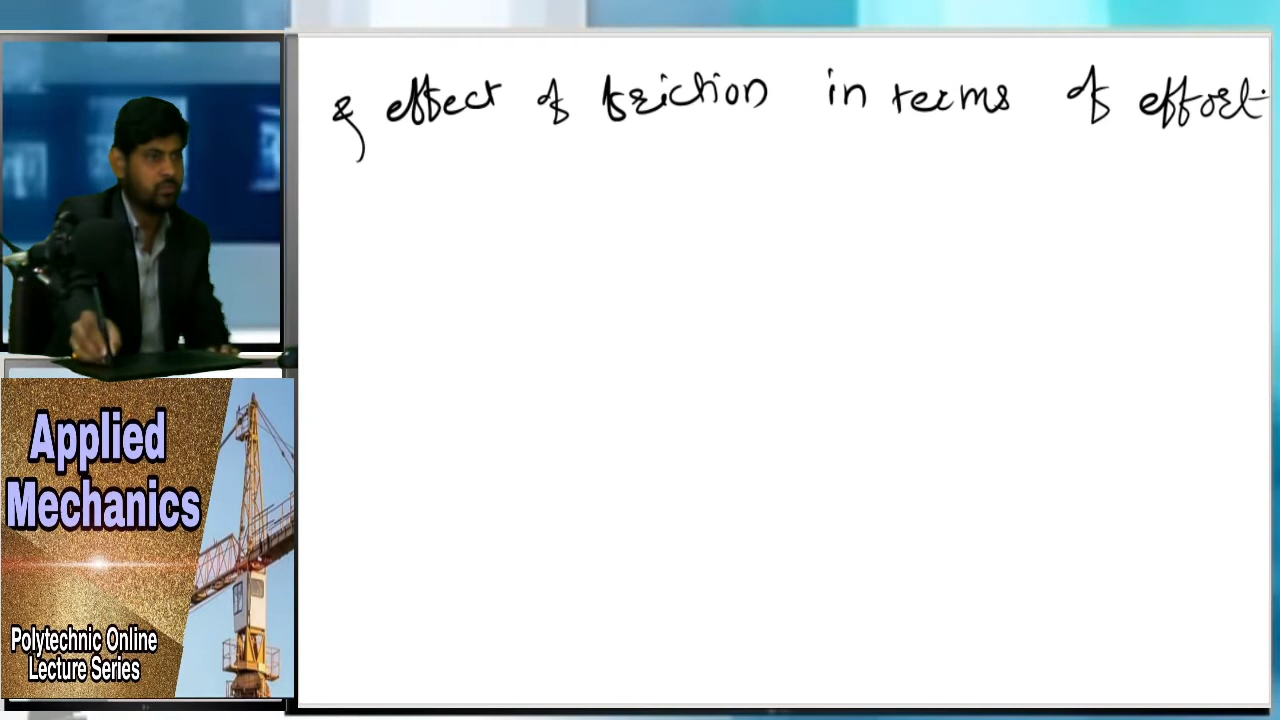 & effect of friction in terms of effort.
Applied
Mechanics
Polytechnic Online
Lecture Series